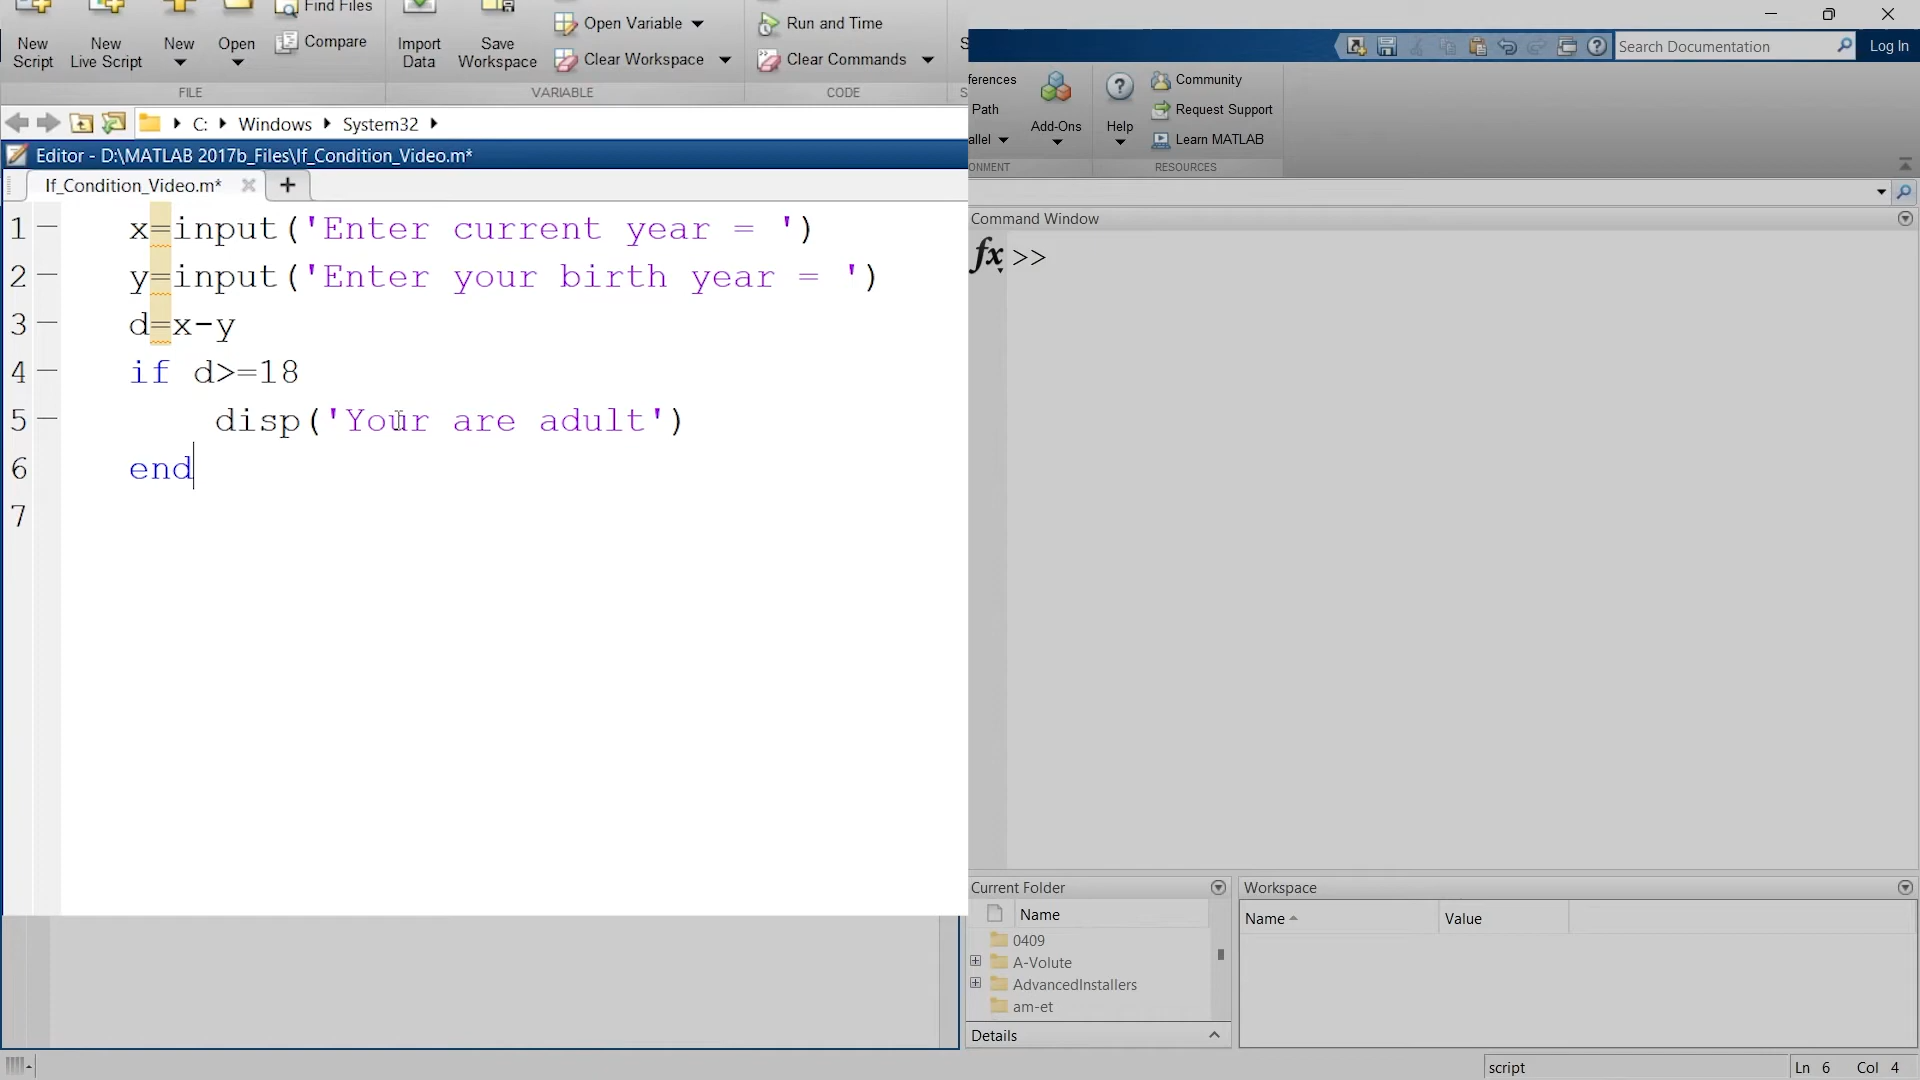 Find Files
Open Variable
Run and Time
New Script
New Live Script
New
Open
Compare
Import Data
Save Workspace
Clear Workspace
Clear Commands
FILE
VARIABLE
CODE
S
S
Search Documentation
Log In
ferences
Path
allel
ONMENT
Add-Ons
Help
Community
Request Support
Learn MATLAB
RESOURCES
C: Windows System32
Editor - D:\MATLAB 2017b_Files\If_Condition_Video.m*
If_Condition_Video.m*
1 x=input('Enter current year = ')
2 y=input('Enter your birth year = ')
3 d=x-y
4 if d>=18
5 disp('Your are adult')
6 end
7
Command Window
fx >>
Current Folder
Name
0409
A-Volute
AdvancedInstallers
am-et
Details
Workspace
Name Value
script
Ln 6 Col 4